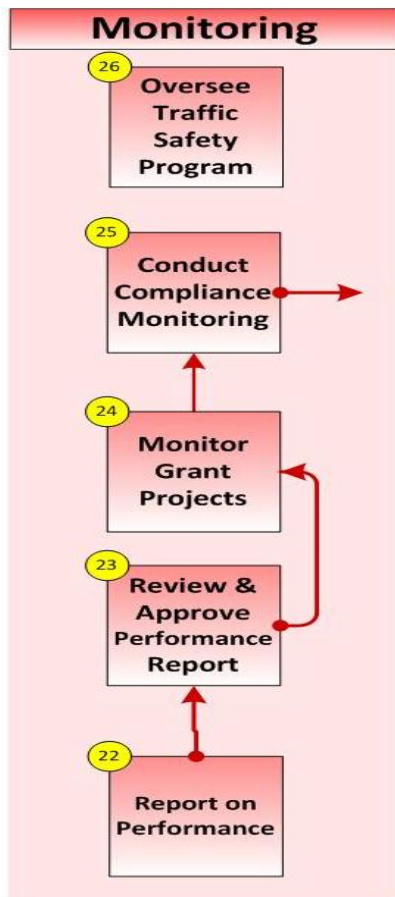 Monitoring
26
Oversee
Traffic
Safety
Program
25
Conduct
Compliance
Monitoring
24
Monitor
Grant
Projects
23
Review &
Approve
Performance
Report
22
Report on
Performance